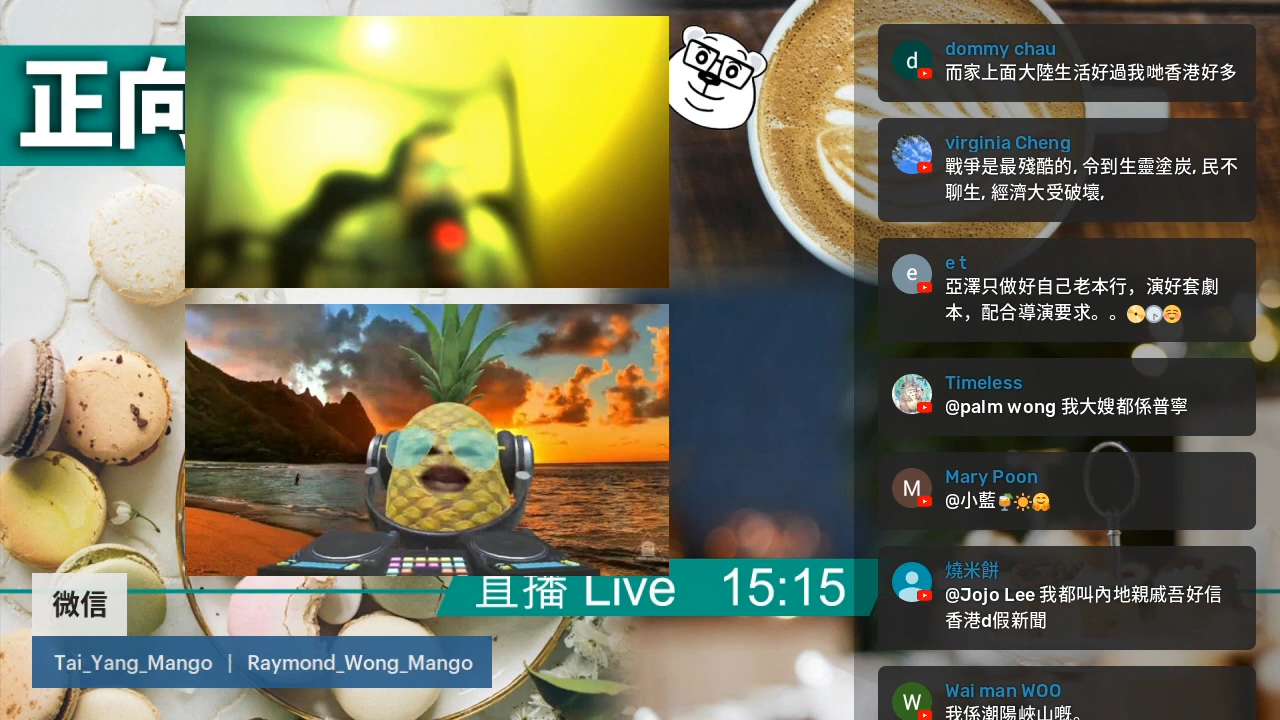 正向
直播 Live 15:15
微信
Tai_Yang_Mango | Raymond_Wong_Mango
d
dommy chau
而家上面大陸生活好過我哋香港好多
virginia Cheng
戰爭是最殘酷的, 令到生靈塗炭, 民不
聊生, 經濟大受破壞,
e
e t
亞澤只做好自己老本行，演好套劇
本，配合導演要求。。📀🕟☺️
Timeless
@palm wong 我大嫂都係普寧
M
Mary Poon
@小藍🍹☀️🤗
燒米餅
@Jojo Lee 我都叫內地親戚吾好信
香港d假新聞
W
Wai man WOO
我係潮陽峽山嘅。